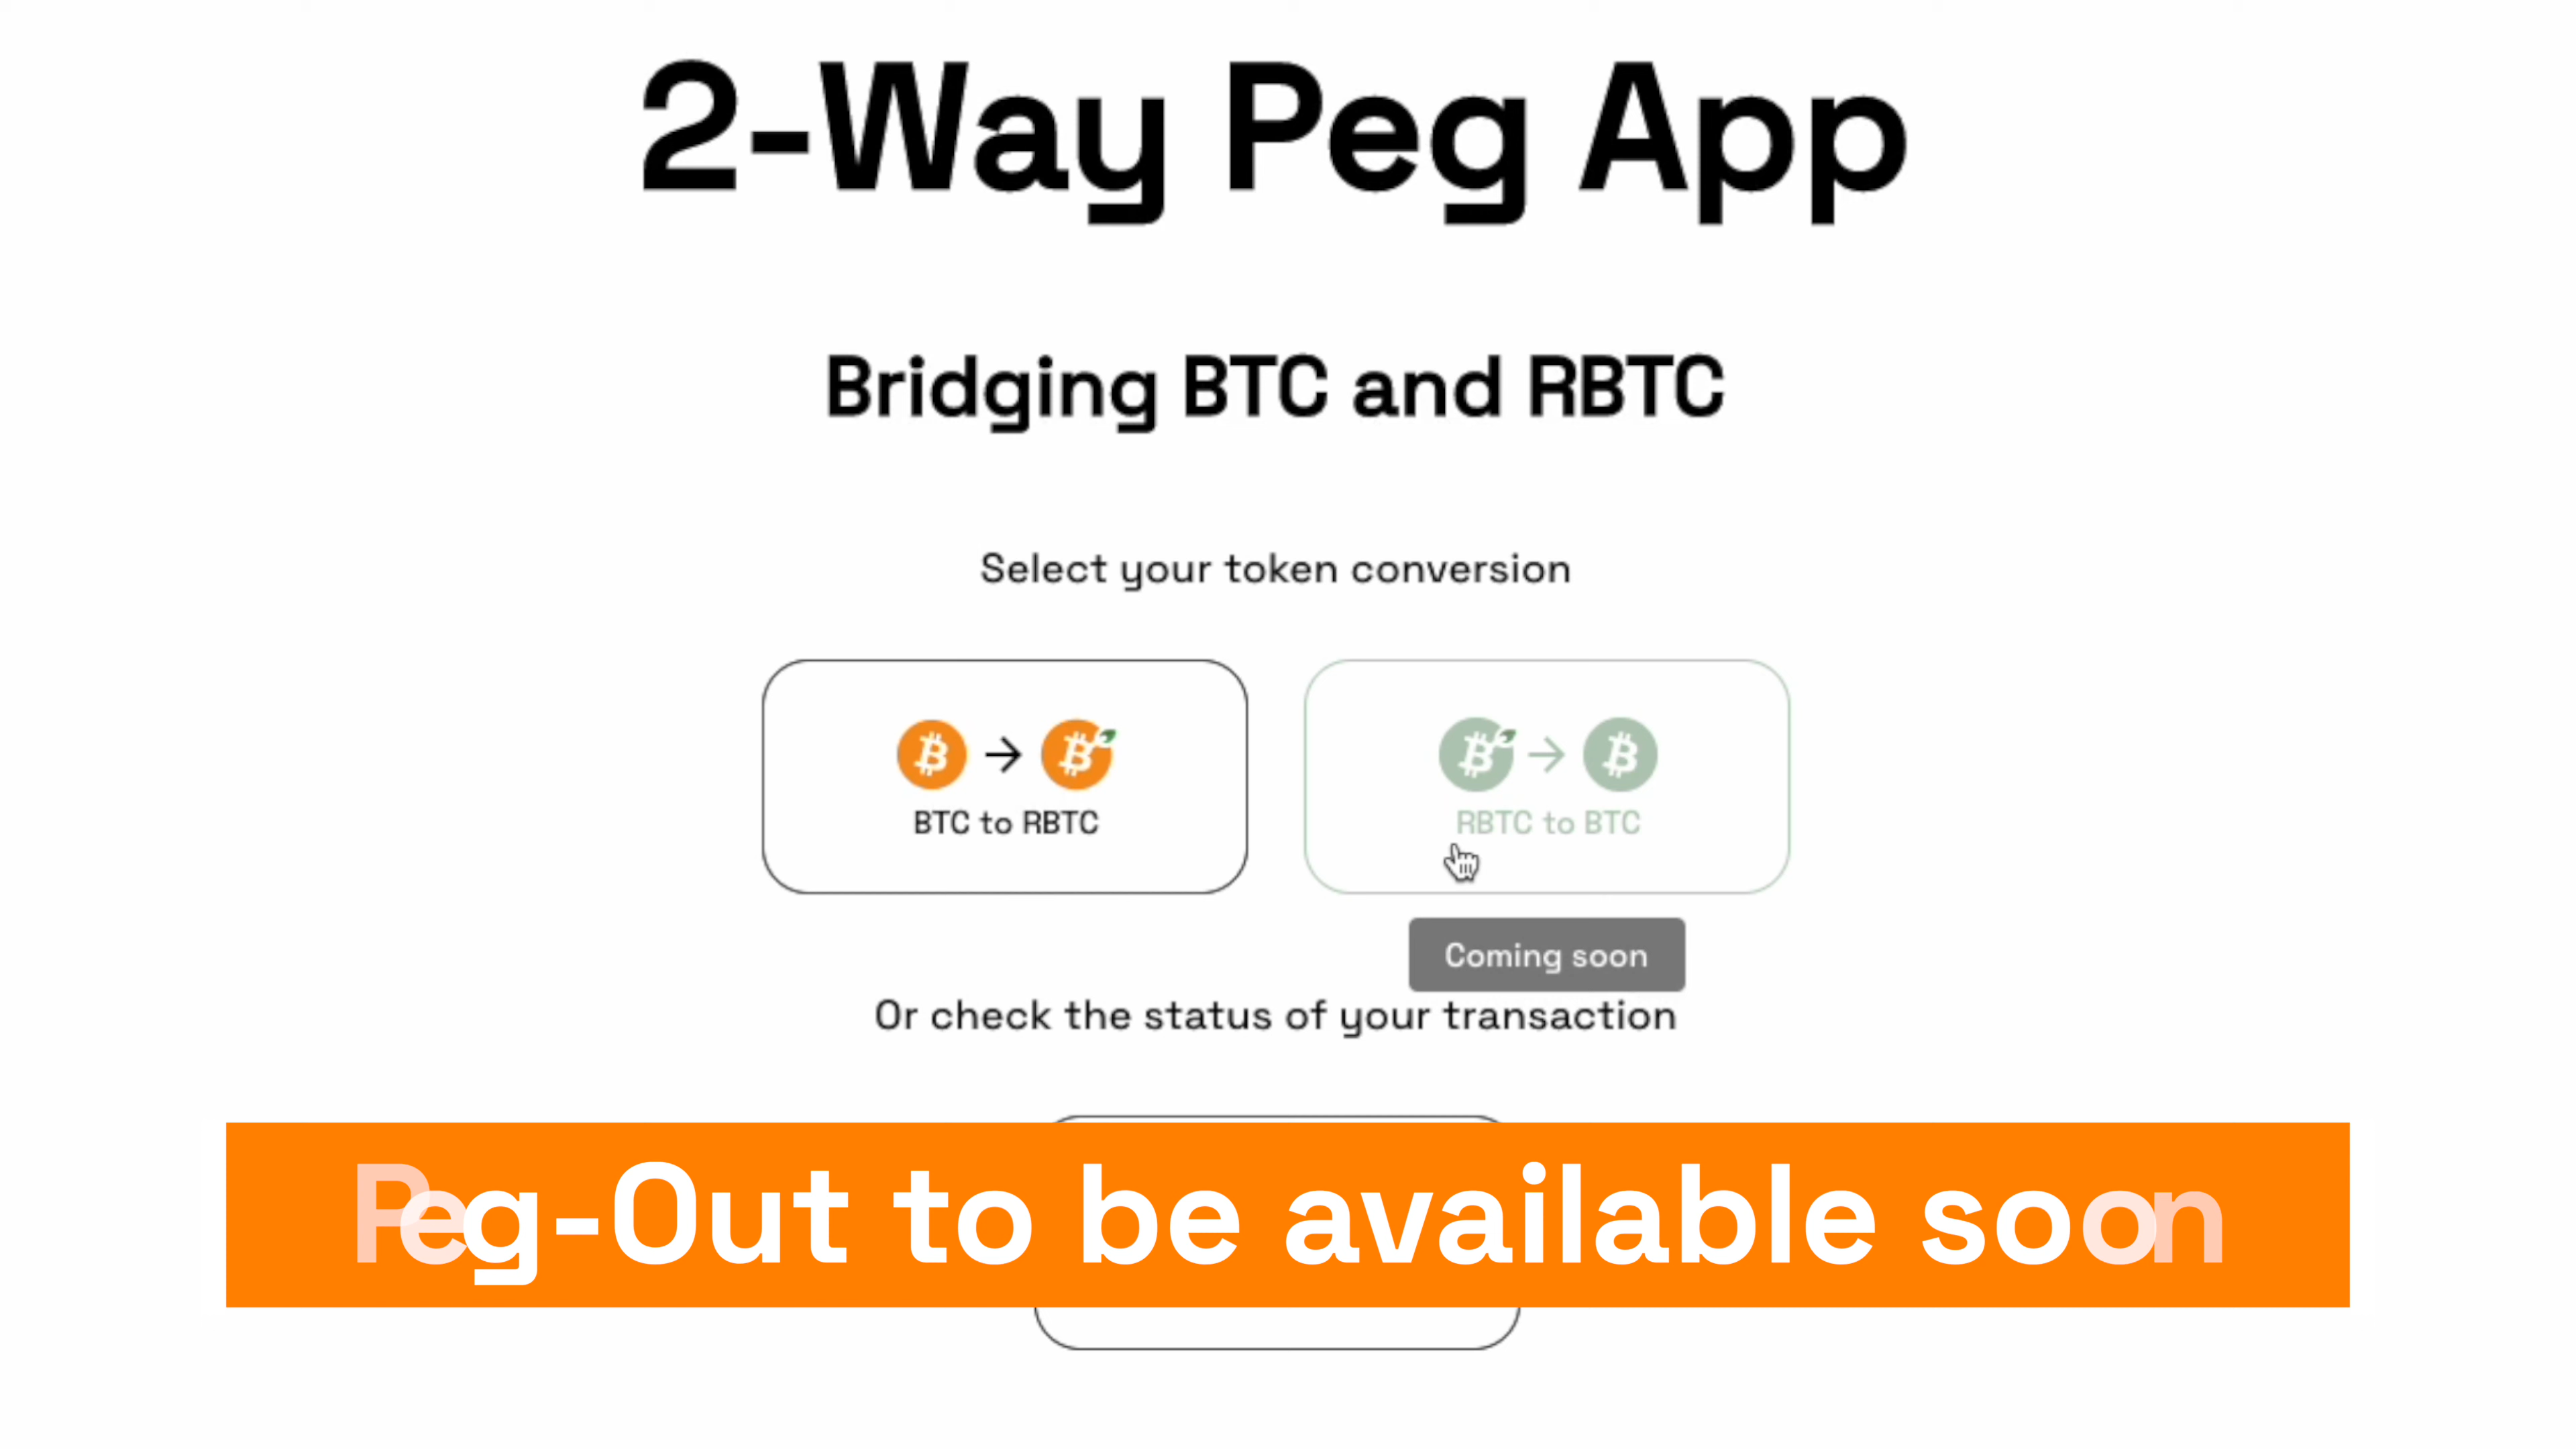 2-Way Peg App
Bridging BTC and RBTC
Select your token conversion
BTC to RBTC
RBTC to BTC
Coming soon
Or check the status of your transaction
Peg-Out to be available soon